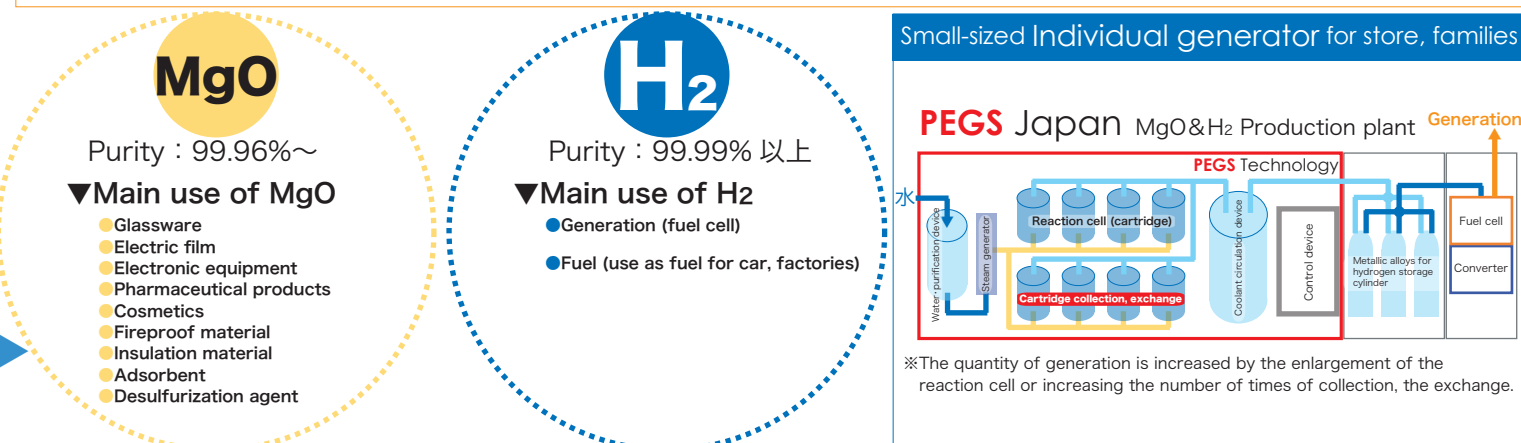 MgO
Purity：99.96%～
▼Main use of MgO
●Glassware
●Electric film
●Electronic equipment
●Pharmaceutical products
●Cosmetics
●Fireproof material
●Insulation material
●Adsorbent
●Desulfurization agent
H2
Purity：99.99% 以上
▼Main use of H2
●Generation (fuel cell)
●Fuel (use as fuel for car, factories)
Small-sized Individual generator for store, families
PEGS Japan MgO&H2 Production plant
Generation
PEGS Technology
水
Water・purification device
Steam generator
Reaction cell (cartridge)
Cartridge collection, exchange
Coolant circulation device
Control device
Metallic alloys for
hydrogen storage
cylinder
Fuel cell
Converter
※The quantity of generation is increased by the enlargement of the
reaction cell or increasing the number of times of collection, the exchange.